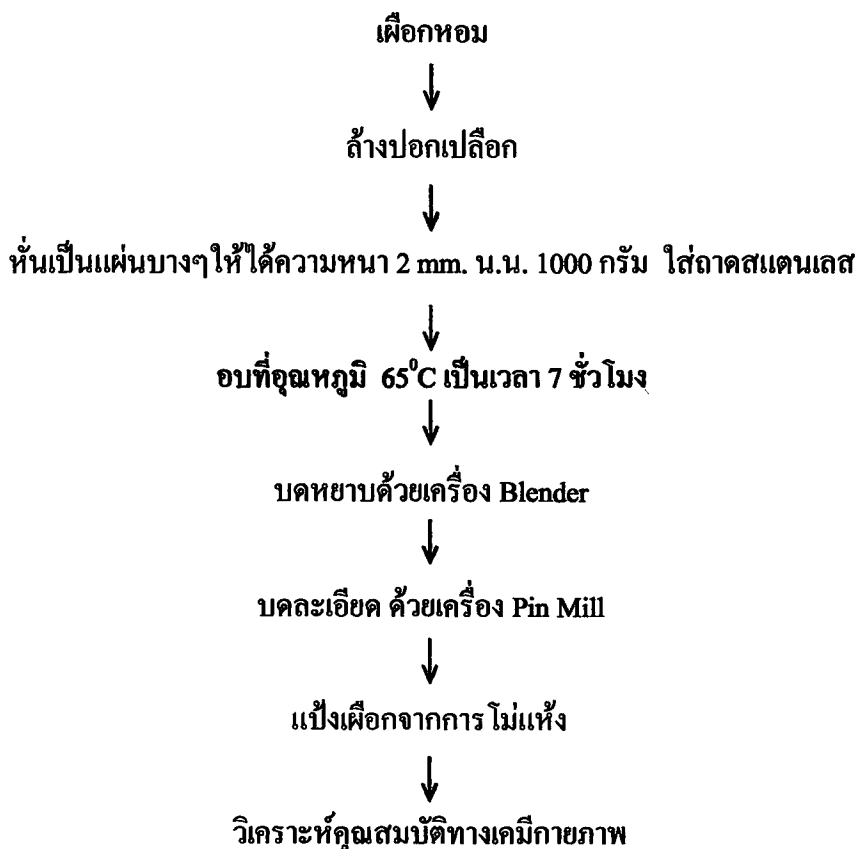 เผือกหอม
ล้างปอกเปลือก
หั่นเป็นแผ่นบางๆให้ได้ความหนา 2 mm. น.น. 1000 กรัม ใส่ถาดสแตนเลส
อบที่อุณหภูมิ 65⁰C เป็นเวลา 7 ชั่วโมง
บดหยาบด้วยเครื่อง Blender
บดละเอียด ด้วยเครื่อง Pin Mill
แป้งเผือกจากการโม่แห้ง
วิเคราะห์คุณสมบัติทางเคมีกายภาพ